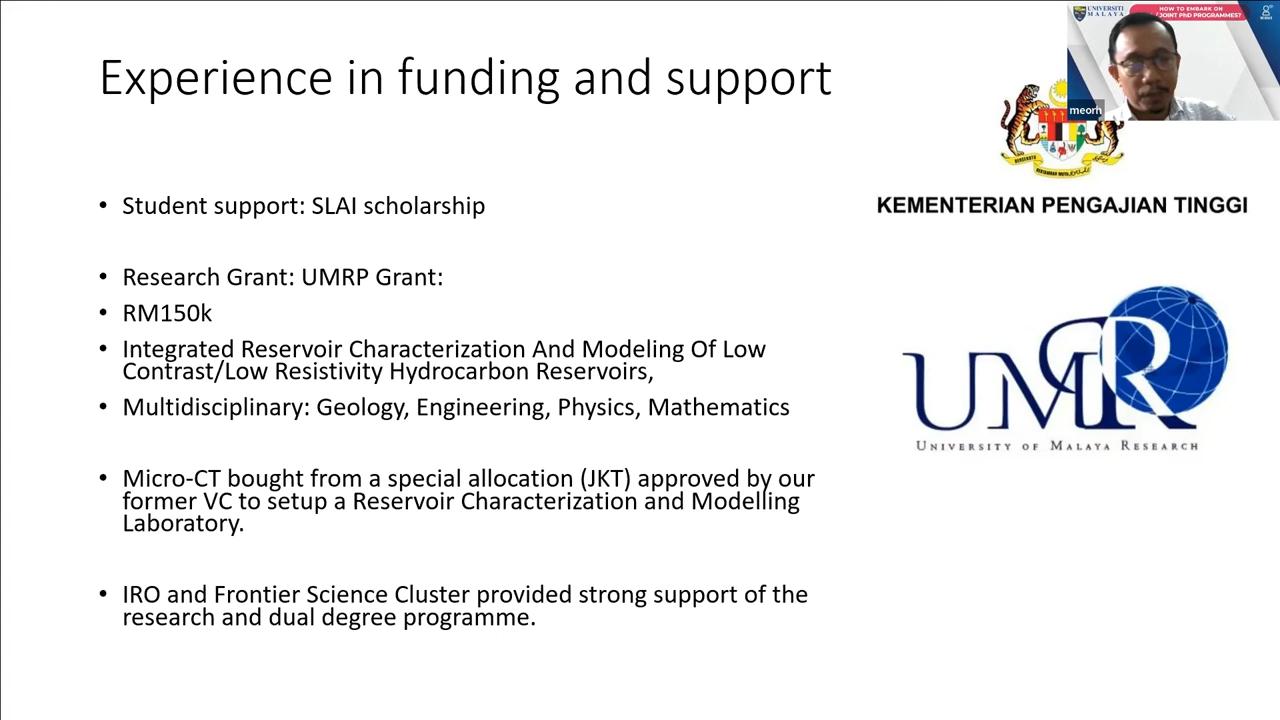 Experience in funding and support
• Student support: SLAI scholarship
• Research Grant: UMRP Grant:
• RM150k
• Integrated Reservoir Characterization And Modeling Of Low
Contrast/Low Resistivity Hydrocarbon Reservoirs,
• Multidisciplinary: Geology, Engineering, Physics, Mathematics
• Micro-CT bought from a special allocation (JKT) approved by our
former VC to setup a Reservoir Characterization and Modelling
Laboratory.
• IRO and Frontier Science Cluster provided strong support of the
research and dual degree programme.
KEMENTERIAN PENGAJIAN TINGGI
UMR
UNIVERSITY OF MALAYA RESEARCH
UNIVERSITI
MALAYA
HOW TO EMBARK ON
JOINT PhD PROGRAMMES?
meorh